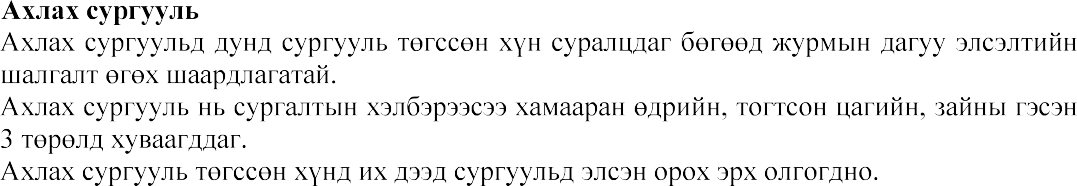 Ахлах сургууль
Ахлах сургуульд дунд сургууль төгссөн хүн суралцдаг бөгөөд журмын дагуу элсэлтийн
шалгалт өгөх шаардлагатай.
Ахлах сургууль нь сургалтын хэлбэрээсээ хамааран өдрийн, тогтсон цагийн, зайны гэсэн
3 төрөлд хуваагддаг.
Ахлах сургууль төгссөн хүнд их дээд сургуульд элсэн орох эрх олгогдно.